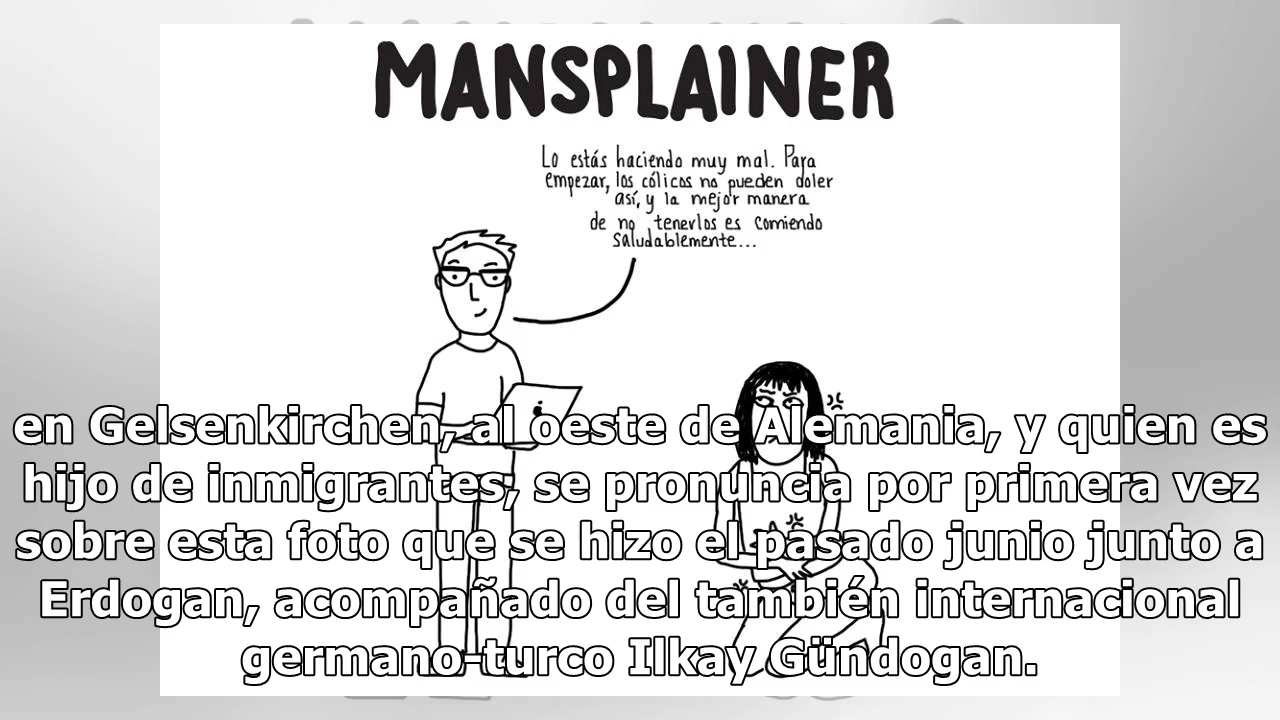 MANSPLAINER
Lo estás haciendo muy mal. Para
empezar, los cólicos no pueden doler
así, y la mejor manera
de no tenerlos es comiendo
saludablemente...
en Gelsenkirchen, al oeste de Alemania, y quien es
hijo de inmigrantes; se pronuncia por primera vez
sobre esta foto que se hizo el pasado junio junto a
Erdogan, acompañado del también internacional
germano-turco Ilkay Gündogan.